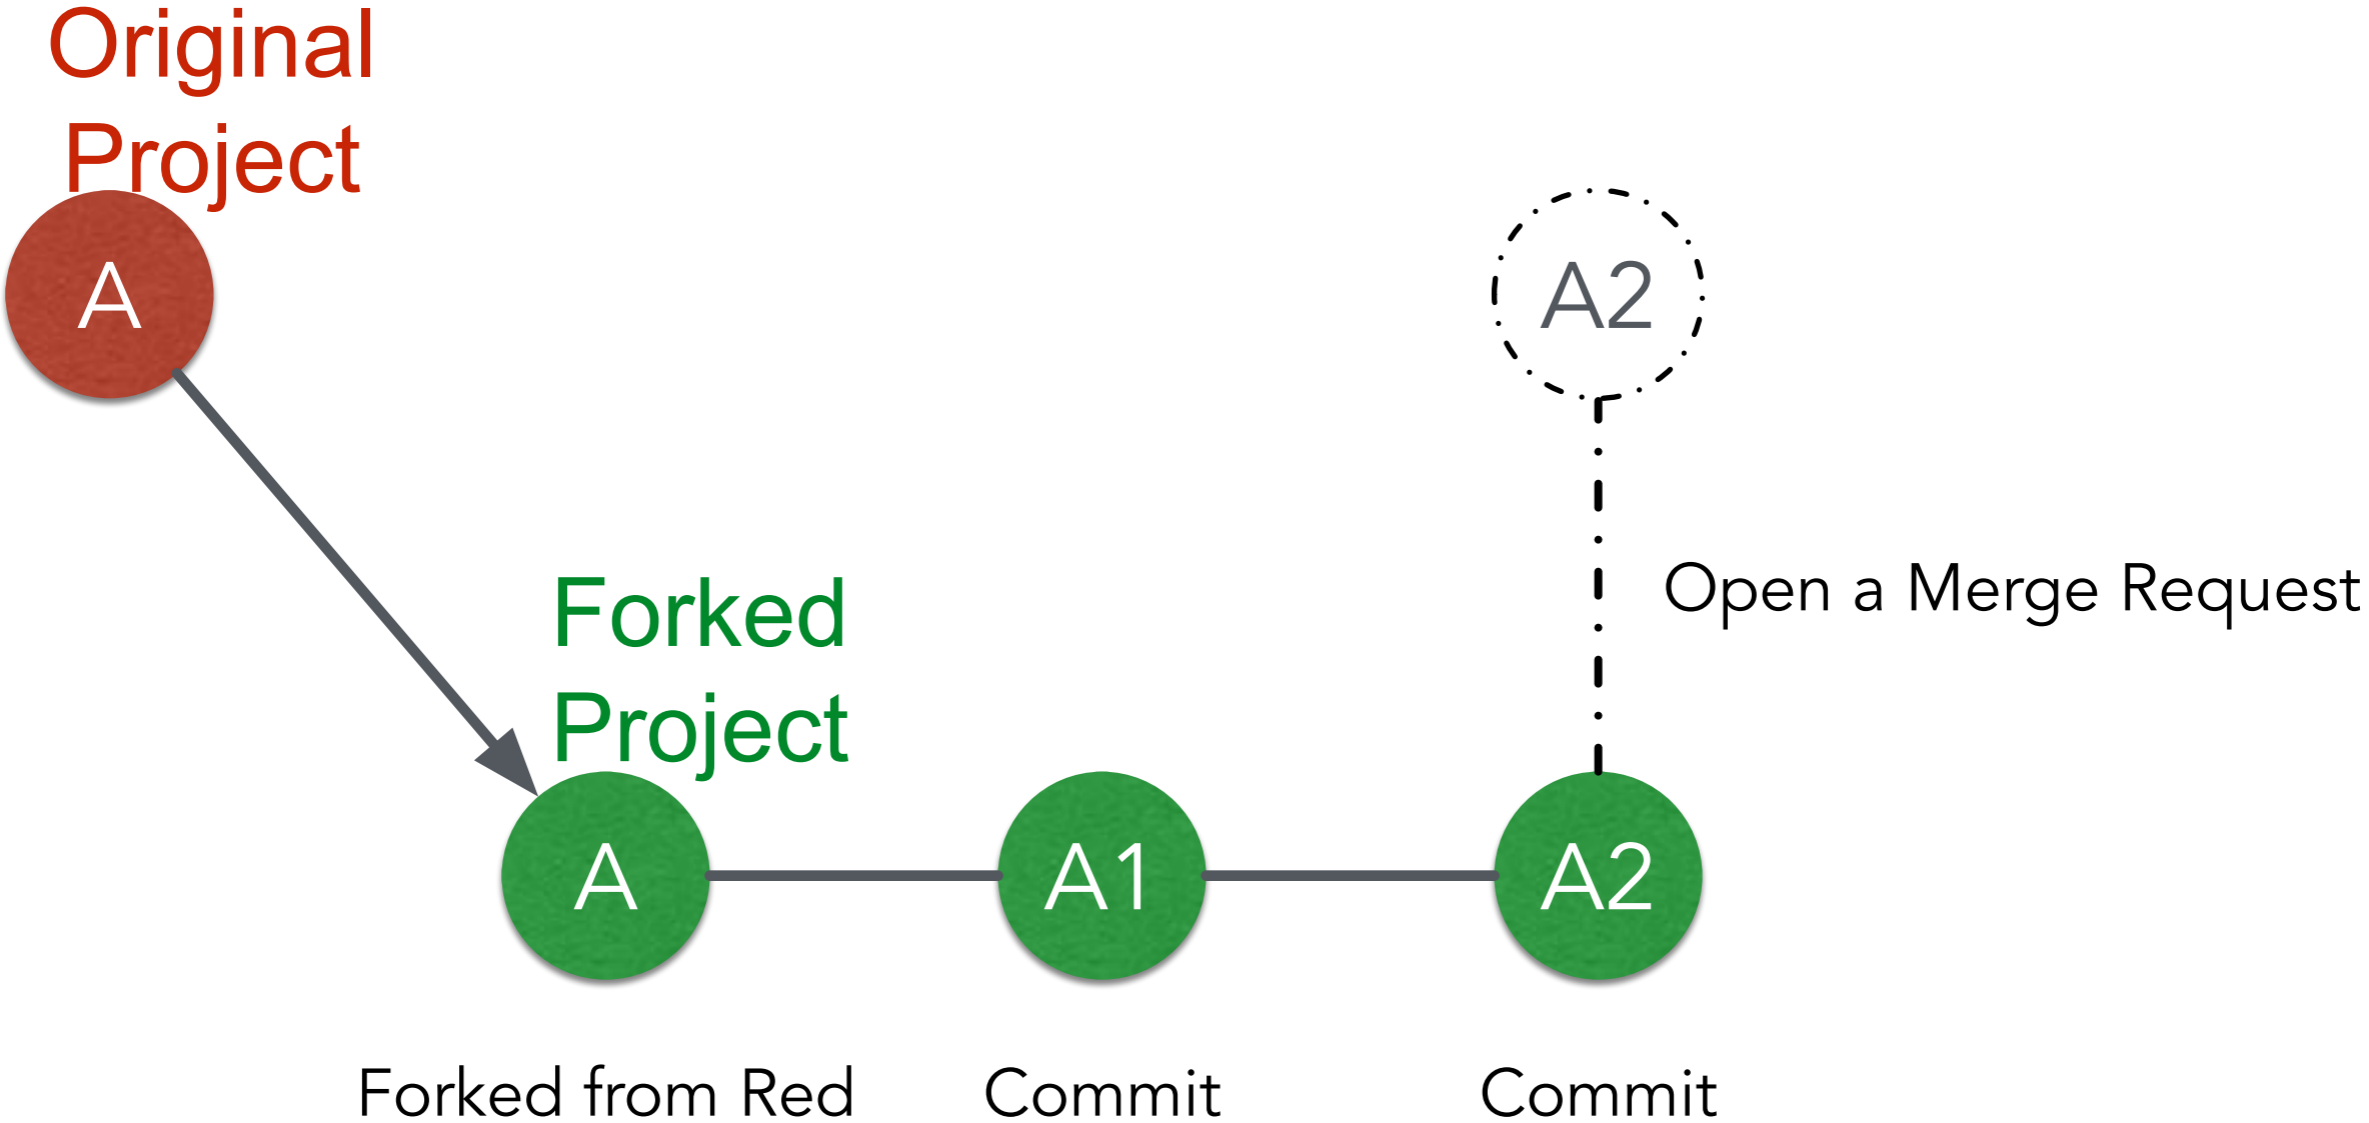 Original
Project
A
A2
Open a Merge Request
Forked
Project
A
A1
A2
Forked from Red
Commit
Commit